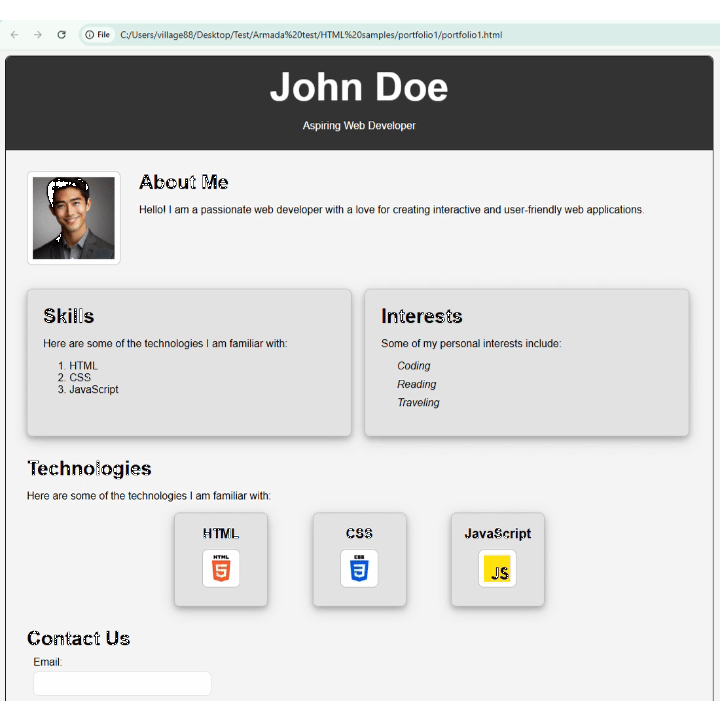 File C:/Users/village88/Desktop/Test/Armada%20test/HTML%20samples/portfolio1/portfolio1.html
John Doe
Aspiring Web Developer
About Me
Hello! I am a passionate web developer with a love for creating interactive and user-friendly web applications.
Skills
Here are some of the technologies I am familiar with:
1. HTML
2. CSS
3. JavaScript
Interests
Some of my personal interests include:
Coding
Reading
Traveling
Technologies
Here are some of the technologies I am familiar with:
HTML
HTML
5
CSS
CSS
3
JavaScript
JS
Contact Us
Email: